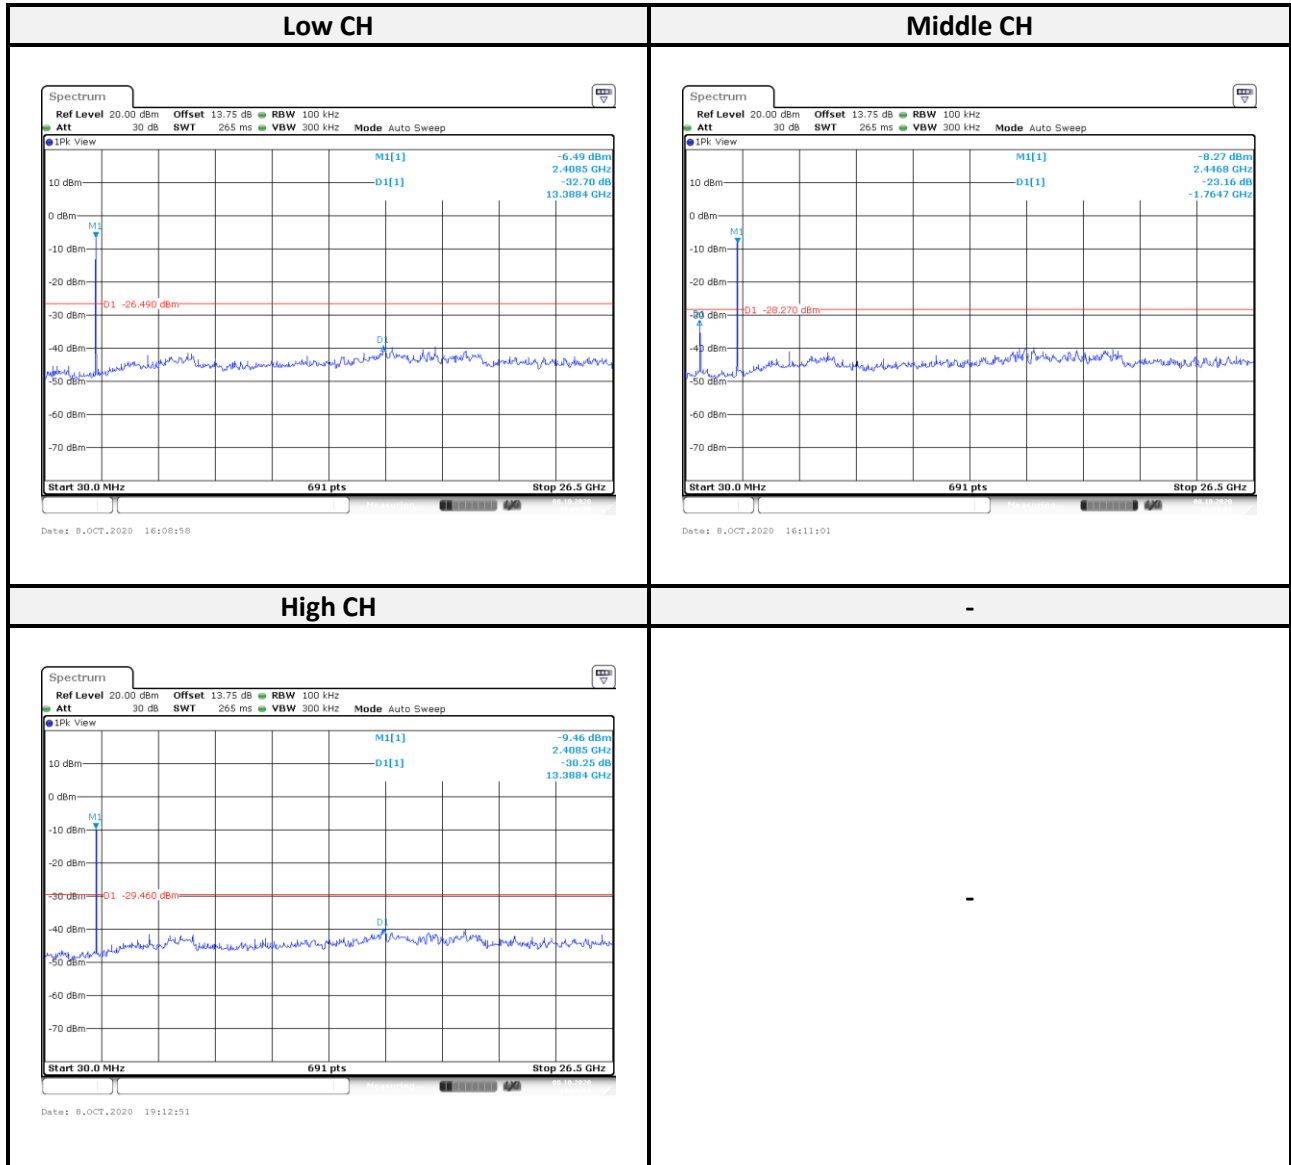 Low CH
Middle CH
Spectrum
Ref Level 20.00 dBm Offset 13.75 dB RBW 100 kHz
Att 30 dB SWT 265 ms VBW 300 kHz Mode Auto Sweep
1Pk View
M1[1] -6.49 dBm
2.4085 GHz
D1[1] -32.70 dB
13.3884 GHz
10 dBm
0 dBm
M1
-10 dBm
-20 dBm
D1 -26.490 dBm
-30 dBm
D1
-40 dBm
-50 dBm
-60 dBm
-70 dBm
Start 30.0 MHz 691 pts Stop 26.5 GHz
Date: 8.OCT.2020 16:08:58
Spectrum
Ref Level 20.00 dBm Offset 13.75 dB RBW 100 kHz
Att 30 dB SWT 265 ms VBW 300 kHz Mode Auto Sweep
1Pk View
M1[1] -8.27 dBm
2.4468 GHz
D1[1] -23.16 dB
-1.7647 GHz
10 dBm
0 dBm
M1
-10 dBm
-20 dBm
D1 -28.270 dBm
-30 dBm
D1
-40 dBm
-50 dBm
-60 dBm
-70 dBm
Start 30.0 MHz 691 pts Stop 26.5 GHz
Date: 8.OCT.2020 16:11:01
High CH
-
Spectrum
Ref Level 20.00 dBm Offset 13.75 dB RBW 100 kHz
Att 30 dB SWT 265 ms VBW 300 kHz Mode Auto Sweep
1Pk View
M1[1] -9.46 dBm
2.4085 GHz
D1[1] -30.25 dB
13.3884 GHz
10 dBm
0 dBm
M1
-10 dBm
-20 dBm
-30 dBm D1 -29.460 dBm
D1
-40 dBm
-50 dBm
-60 dBm
-70 dBm
Start 30.0 MHz 691 pts Stop 26.5 GHz
Date: 8.OCT.2020 19:12:51
-